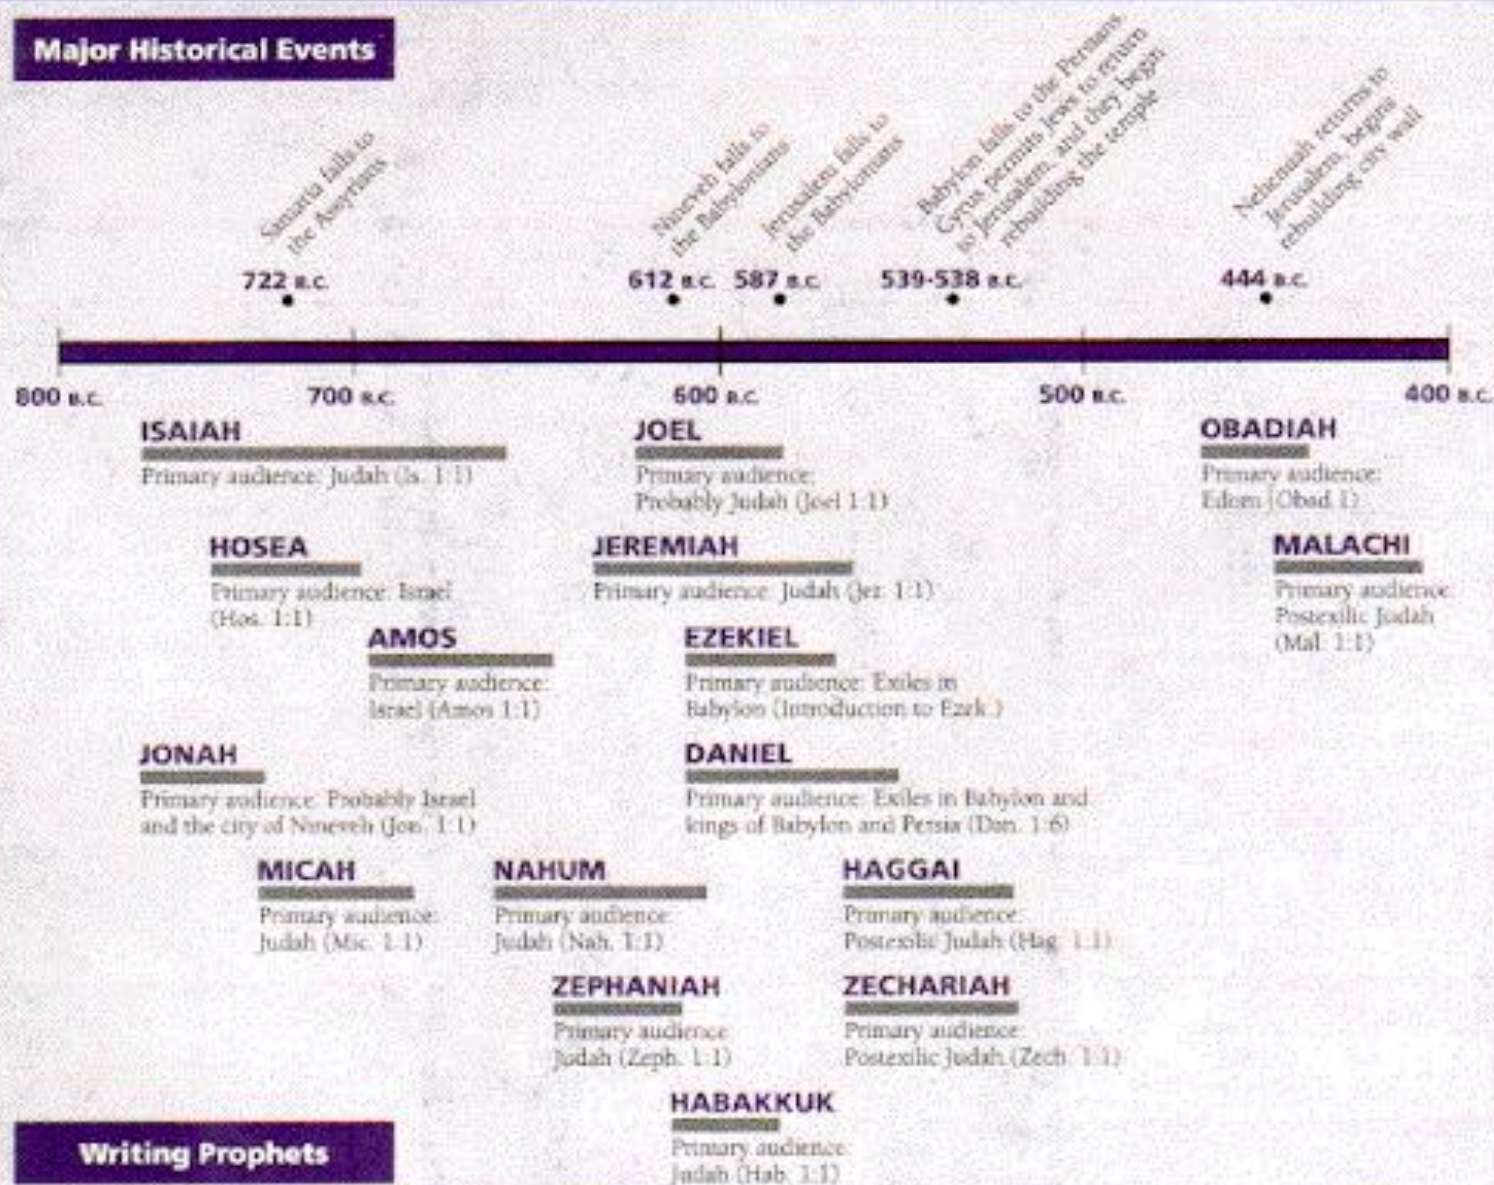 Major Historical Events
Samaria falls to
the Assyrians
722 B.C.
Nineveh falls to
the Babylonians
612 B.C.
Jerusalem falls to
the Babylonians
587 B.C.
Babylon falls to the Persians
Cyrus permits Jews to return
to Jerusalem, and they begin
rebuilding the temple
539-538 B.C.
Nehemiah returns to
Jerusalem, begins
rebuilding city wall
444 B.C.
800 B.C.
700 B.C.
600 B.C.
500 B.C.
400 B.C.
ISAIAH
Primary audience: Judah (Is. 1:1)
JOEL
Primary audience:
Probably Judah (Joel 1:1)
OBADIAH
Primary audience:
Edom (Obad 1)
HOSEA
Primary audience: Israel
(Hos. 1:1)
JEREMIAH
Primary audience: Judah (Jer. 1:1)
MALACHI
Primary audience
Postexilic Judah
(Mal. 1:1)
AMOS
Primary audience:
Israel (Amos 1:1)
EZEKIEL
Primary audience: Exiles in
Babylon (Introduction to Ezek.)
JONAH
Primary audience: Probably Israel
and the city of Nineveh (Jon. 1:1)
DANIEL
Primary audience: Exiles in Babylon and
kings of Babylon and Persia (Dan. 1:6)
MICAH
Primary audience:
Judah (Mic. 1:1)
NAHUM
Primary audience:
Judah (Nah. 1:1)
HAGGAI
Primary audience:
Postexilic Judah (Hag. 1:1)
ZEPHANIAH
Primary audience
Judah (Zeph. 1:1)
ZECHARIAH
Primary audience:
Postexilic Judah (Zech. 1:1)
HABAKKUK
Primary audience:
Judah (Hab. 1:1)
Writing Prophets